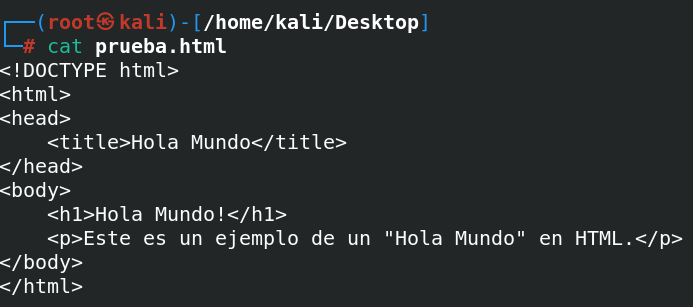 ┌──(root㉿kali)-[/home/kali/Desktop]
└─# cat prueba.html
<!DOCTYPE html>
<html>
<head>
    <title>Hola Mundo</title>
</head>
<body>
    <h1>Hola Mundo!</h1>
    <p>Este es un ejemplo de un "Hola Mundo" en HTML.</p>
</body>
</html>